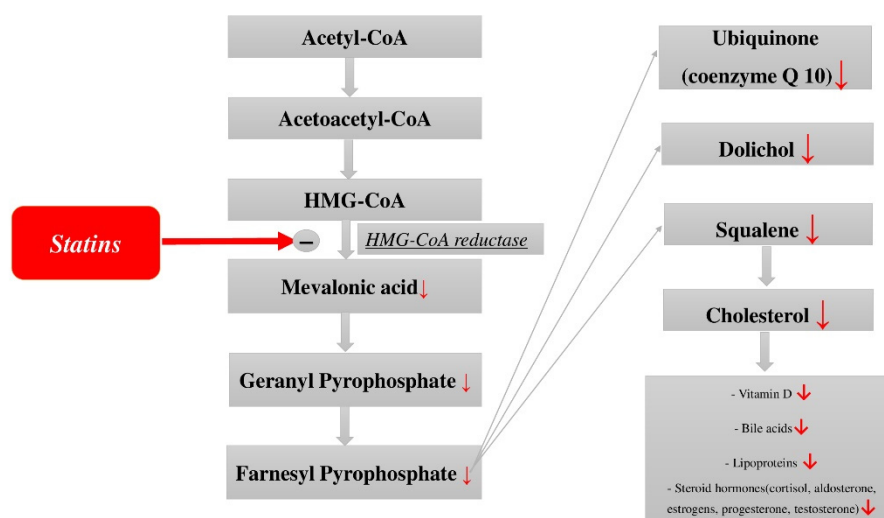 Acetyl-CoA
Acetoacetyl-CoA
HMG-CoA
Statins
–
HMG-CoA reductase
Mevalonic acid↓
Geranyl Pyrophosphate ↓
Farnesyl Pyrophosphate ↓
Ubiquinone
(coenzyme Q 10)↓
Dolichol ↓
Squalene ↓
Cholesterol ↓
- Vitamin D ↓
- Bile acids ↓
- Lipoproteins ↓
- Steroid hormones(cortisol, aldosterone,
estrogens, progesterone, testosterone) ↓